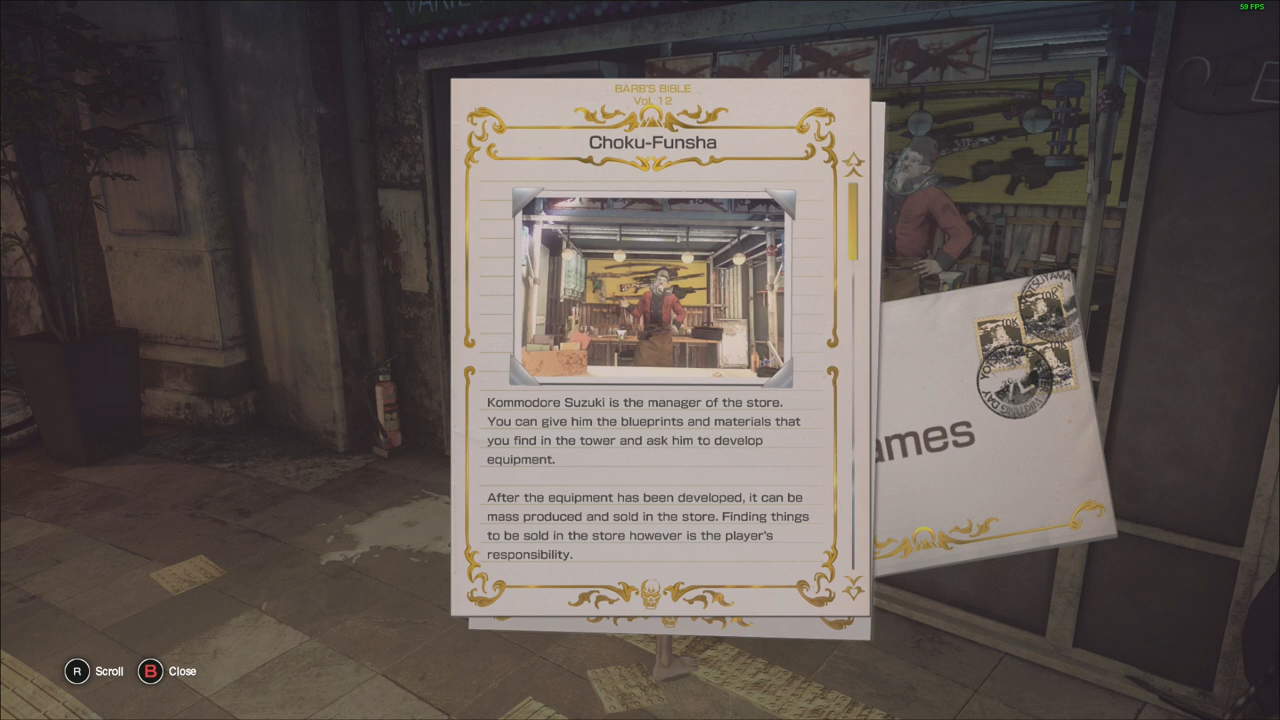 59 FPS
BARB'S BIBLE
Vol. 12
Choku-Funsha
Kommodore Suzuki is the manager of the store.
You can give him the blueprints and materials that
you find in the tower and ask him to develop
equipment.
After the equipment has been developed, it can be
mass produced and sold in the store. Finding things
to be sold in the store however is the player's
responsibility.
ames
R Scroll B Close